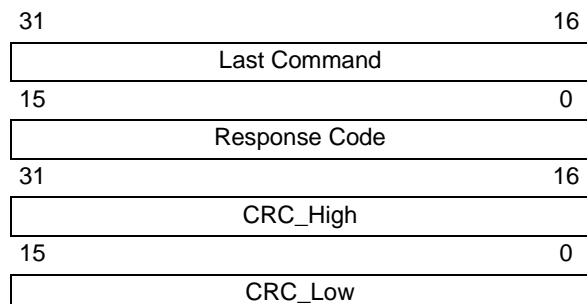 31 16
Last Command
15 0
Response Code
31 16
CRC_High
15 0
CRC_Low